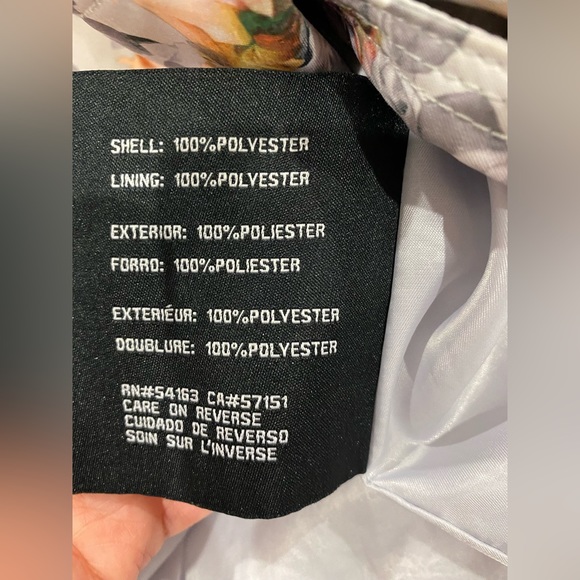 SHELL: 100%POLYESTER
LINING: 100%POLYESTER
EXTERIOR: 100%POLIESTER
FORRO: 100%POLIESTER
EXTERIÉUR: 100%POLYESTER
DOUBLURE: 100%POLYESTER
RN#54163 CA#57151
CARE ON REVERSE
CUIDADO DE REVERSO
SOIN SUR L'INVERSE